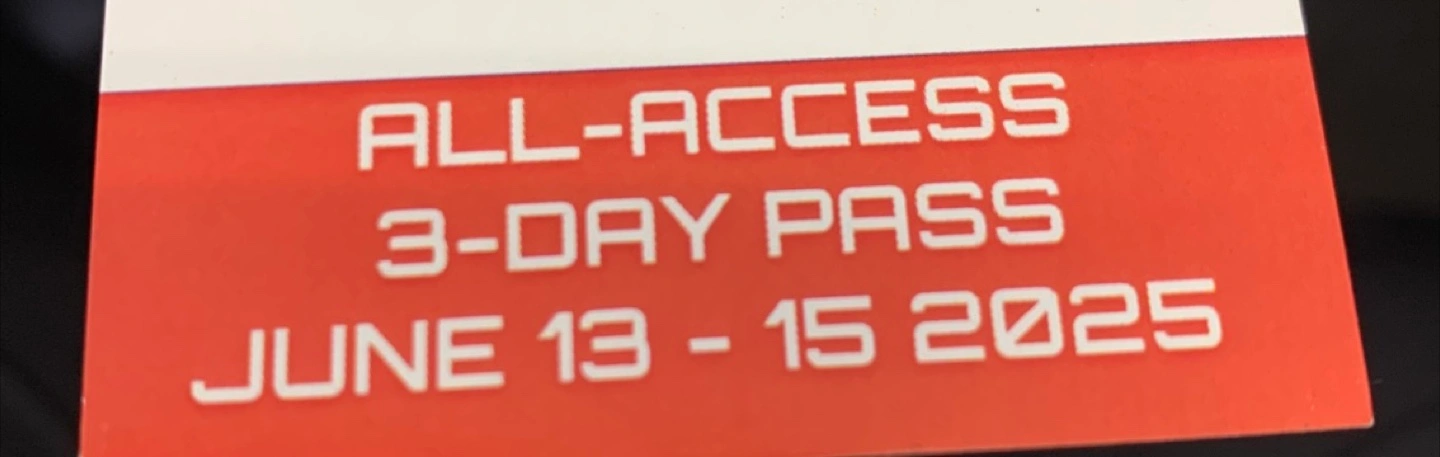 ALL-ACCESS
3-DAY PASS
JUNE 13 - 15 2025